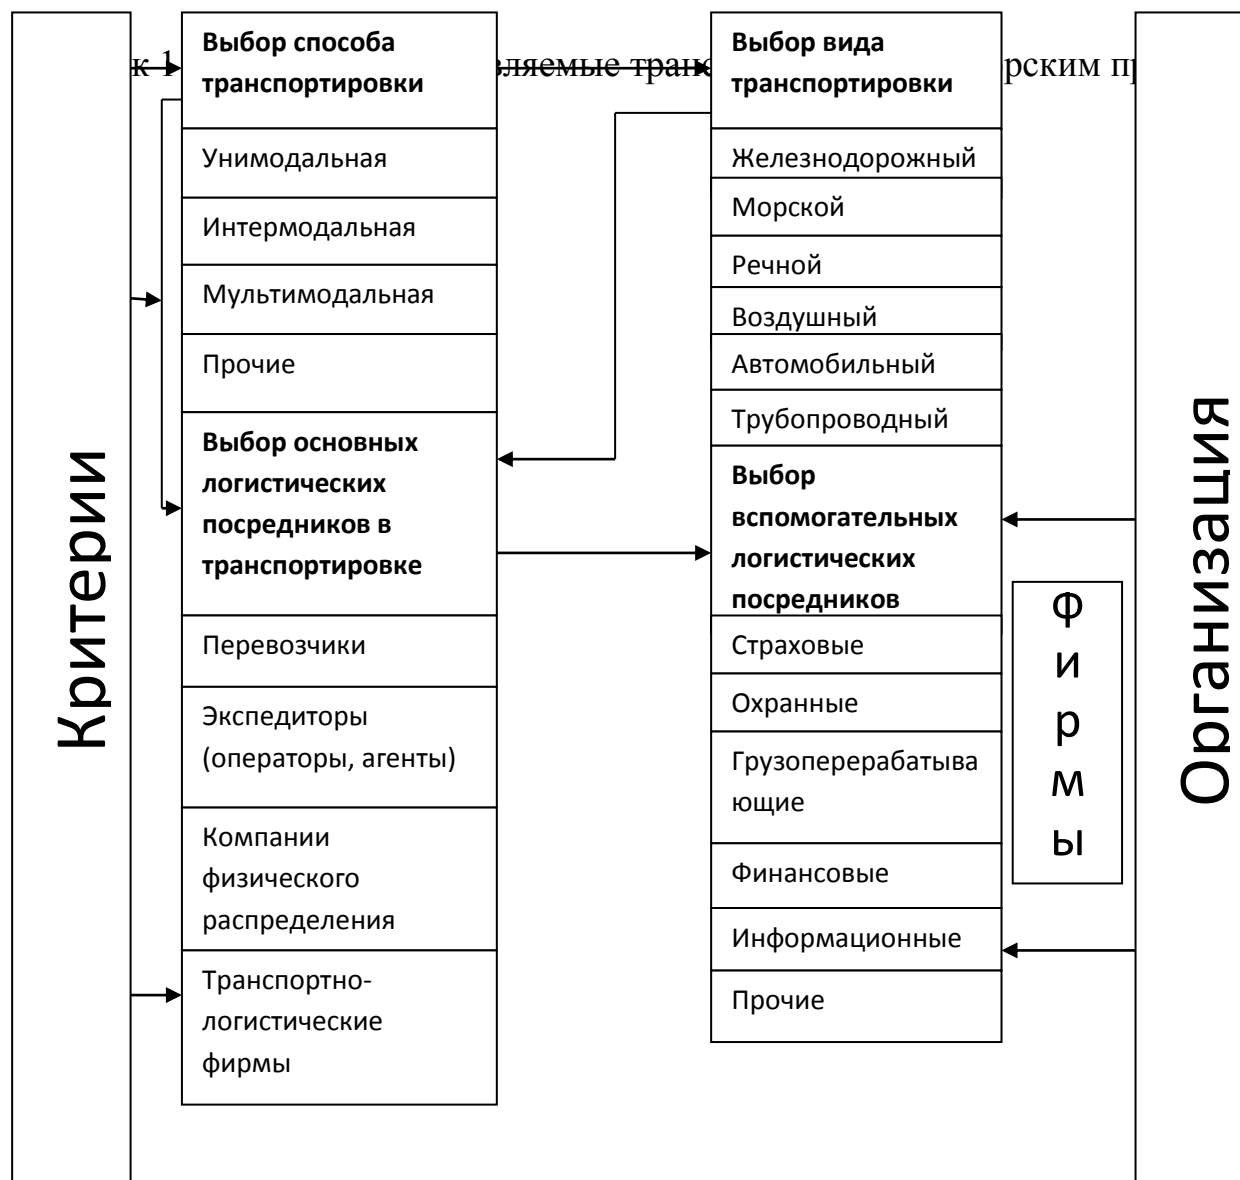 Критерии
Выбор способа
транспортировки
Унимодальная
Интермодальная
Мультимодальная
Прочие
Выбор основных
логистических
посредников в
транспортировке
Перевозчики
Экспедиторы
(операторы, агенты)
Компании
физического
распределения
Транспортно-
логистические
фирмы
Выбор вида
транспортировки
Железнодорожный
Морской
Речной
Воздушный
Автомобильный
Трубопроводный
Выбор
вспомогательных
логистических
посредников
Страховые
Охранные
Грузоперерабатыва
ющие
Финансовые
Информационные
Прочие
Фирмы
Организация